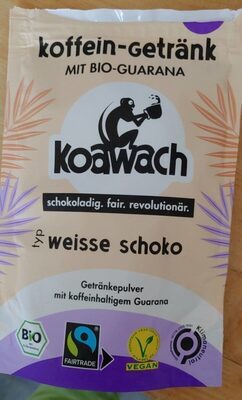 koffein-getränk
MIT BIO-GUARANA
koawach
schokoladig. fair. revolutionär.
typ weisse schoko
Getränkepulver
mit koffeinhaltigem Guarana
BiO
FAIRTRADE
VEGAN
Klimaneutral